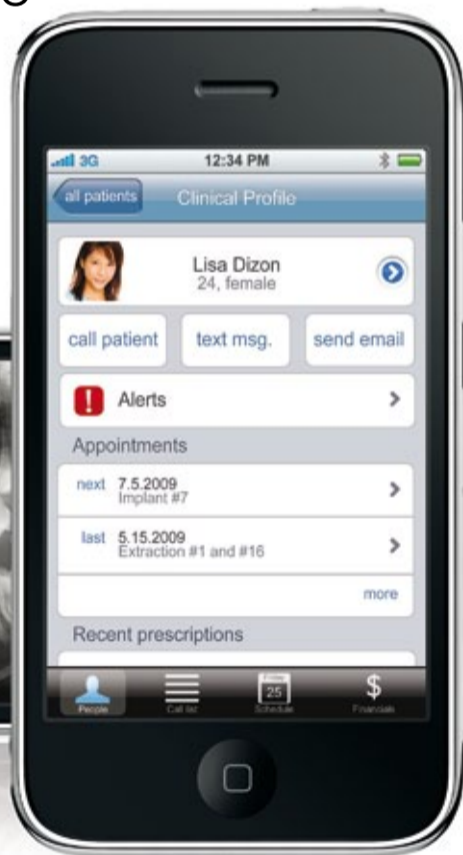 3G 12:34 PM
all patients Clinical Profile
Lisa Dizon
24, female
call patient text msg. send email
! Alerts
Appointments
next 7.5.2009
Implant #7
last 5.15.2009
Extraction #1 and #16
more
Recent prescriptions
25 $
People Call list Schedule Financials